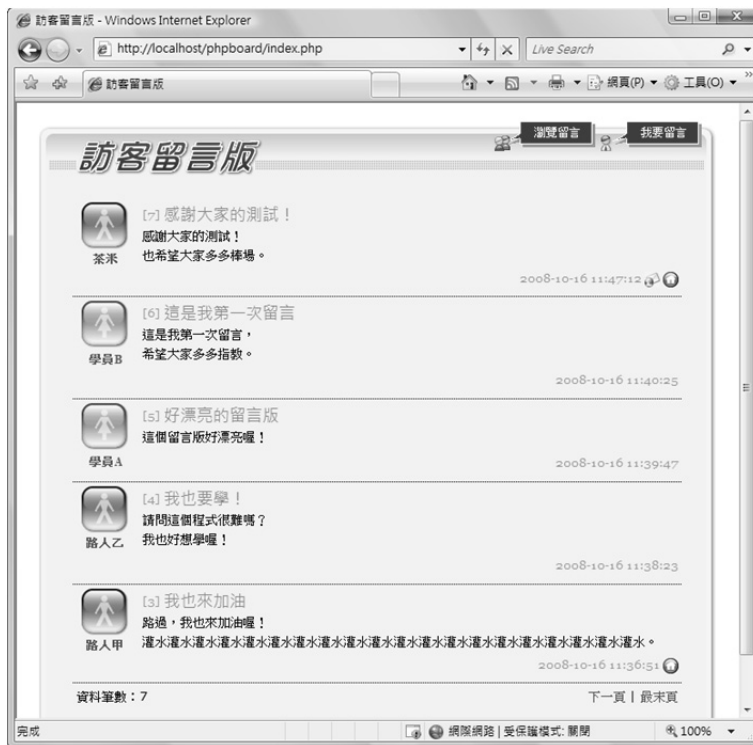 訪客留言版 - Windows Internet Explorer
http://localhost/phpboard/index.php
Live Search
訪客留言版
網頁(P)
工具(O)
訪客留言版
瀏覽留言
我要留言
[7] 感謝大家的測試！
感謝大家的測試！
也希望大家多多棒場。
茶米
2008-10-16 11:47:12
[6] 這是我第一次留言
這是我第一次留言，
希望大家多多指教。
學員B
2008-10-16 11:40:25
[5] 好漂亮的留言版
這個留言版好漂亮喔！
學員A
2008-10-16 11:39:47
[4] 我也要學！
請問這個程式很難嗎？
我也好想學喔！
路人乙
2008-10-16 11:38:23
[3] 我也來加油
路過，我也來加油喔！
灌水灌水灌水灌水灌水灌水灌水灌水灌水灌水灌水灌水灌水灌水灌水灌水灌水灌水灌水灌水。
路人甲
2008-10-16 11:36:51
資料筆數：7
下一頁 | 最末頁
完成
網際網路 | 受保護模式: 關閉
100%